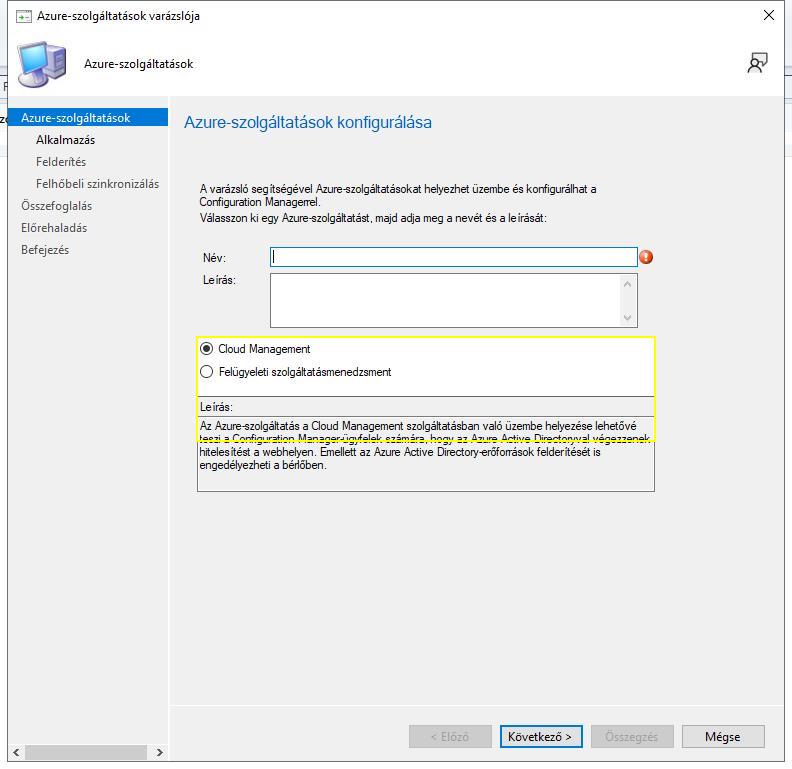 Azure-szolgáltatások varázslója
Azure-szolgáltatások
Azure-szolgáltatások
Alkalmazás
Felderítés
Felhőbeli szinkronizálás
Összefoglalás
Előrehaladás
Befejezés
Azure-szolgáltatások konfigurálása
A varázsló segítségével Azure-szolgáltatásokat helyezhet üzembe és konfigurálhat a
Configuration Managerrel.
Válasszon ki egy Azure-szolgáltatást, majd adja meg a nevét és a leírását:
Név:
Leírás:
Cloud Management
Felügyeleti szolgáltatásmenedzsment
Leírás:
Az Azure-szolgáltatás a Cloud Management szolgáltatásban való üzembe helyezése lehetővé
teszi a Configuration Manager-ügyfelek számára, hogy az Azure Active Directoryval végezzenek
hitelesítést a webhelyen. Emellett az Azure Active Directory-erőforrások felderítését is
engedélyezheti a bérlőben.
< Előző
Következő >
Összegzés
Mégse